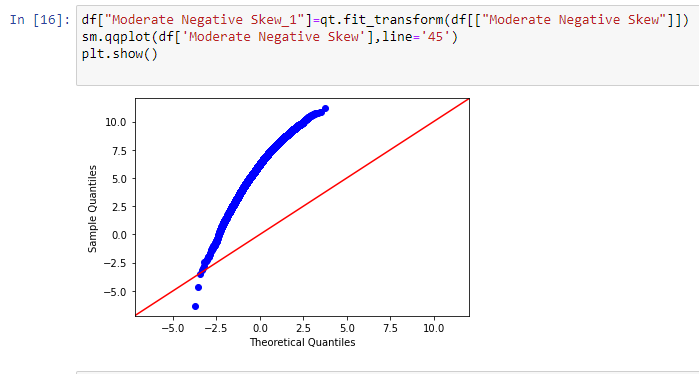 In [16]: df["Moderate Negative Skew_1"]=qt.fit_transform(df[["Moderate Negative Skew"]])
sm.qqplot(df['Moderate Negative Skew'],line='45')
plt.show()
10.0
7.5
5.0
2.5
0.0
−2.5
−5.0
Sample Quantiles
−5.0 −2.5 0.0 2.5 5.0 7.5 10.0
Theoretical Quantiles